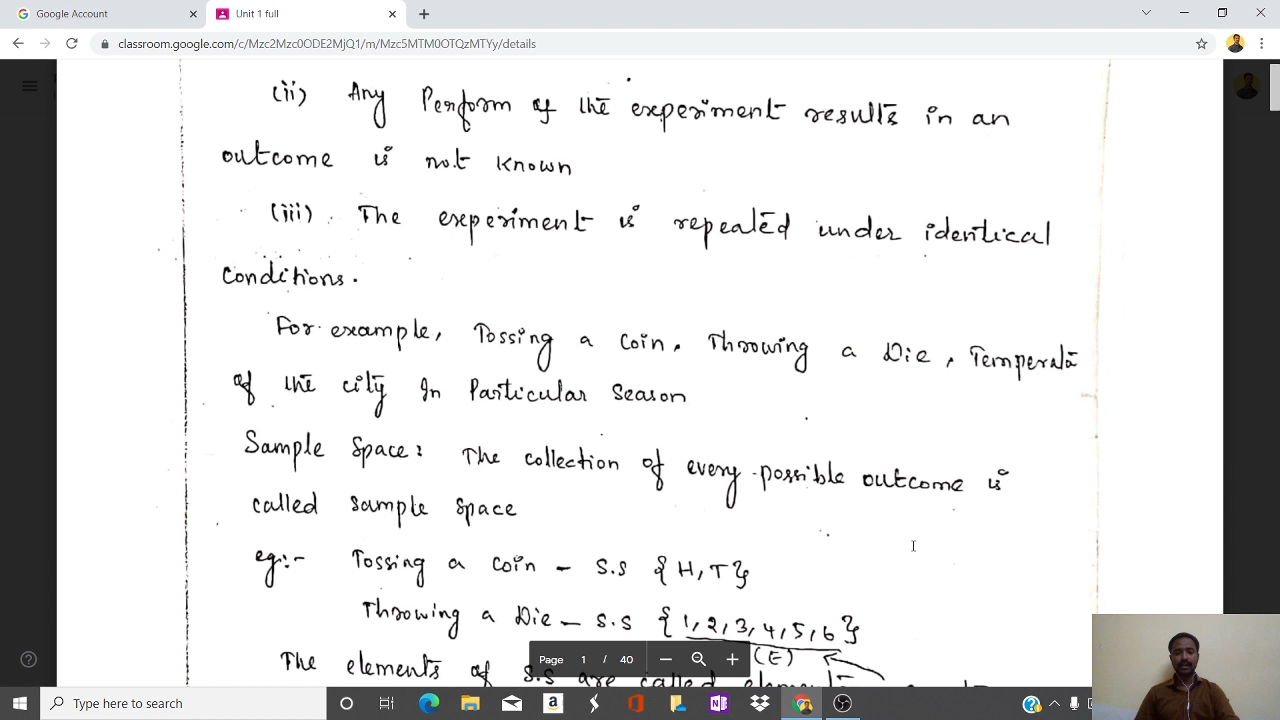 Google Account
Unit 1 full
classroom.google.com/c/Mzc2Mzc0ODE2MjQ1/m/Mzc5MTM0OTQzMTYy/details
(ii) Any Perform of the experiment results in an
outcome is not known
(iii). The experiment is repeated under identical
Conditions.
For example, Tossing a coin, Throwing a Die, Temperatu
of the city In Particular Season
Sample Space: The collection of every possible outcome is
called Sample Space
eg:- Tossing a coin - S.S {H,T}
Throwing a Die - S.S {1,2,3,4,5,6}
(E)
The elements of S.S are called
Page 1 / 40
Type here to search